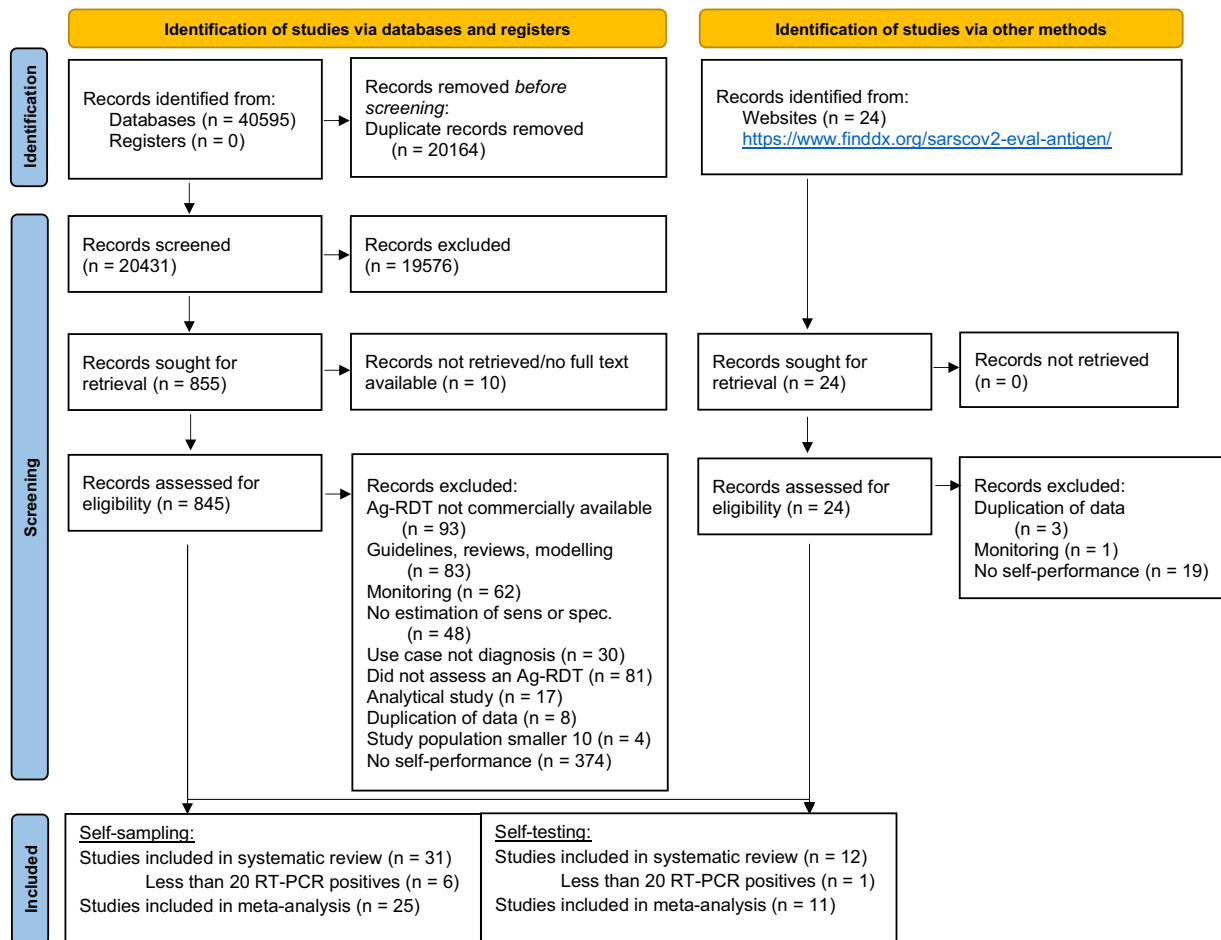 Identification of studies via databases and registers
Identification of studies via other methods
Identification
Records identified from:
Databases (n = 40595)
Registers (n = 0)
Records removed before
screening:
Duplicate records removed
(n = 20164)
Records identified from:
Websites (n = 24)
https://www.finddx.org/sarscov2-eval-antigen/
Screening
Records screened
(n = 20431)
Records excluded
(n = 19576)
Records sought for
retrieval (n = 855)
Records not retrieved/no full text
available (n = 10)
Records sought for
retrieval (n = 24)
Records not retrieved
(n = 0)
Records assessed for
eligibility (n = 845)
Records excluded:
Ag-RDT not commercially available
(n = 93)
Guidelines, reviews, modelling
(n = 83)
Monitoring (n = 62)
No estimation of sens or spec.
(n = 48)
Use case not diagnosis (n = 30)
Did not assess an Ag-RDT (n = 81)
Analytical study (n = 17)
Duplication of data (n = 8)
Study population smaller 10 (n = 4)
No self-performance (n = 374)
Records assessed for
eligibility (n = 24)
Records excluded:
Duplication of data
(n = 3)
Monitoring (n = 1)
No self-performance (n = 19)
Included
Self-sampling:
Studies included in systematic review (n = 31)
Less than 20 RT-PCR positives (n = 6)
Studies included in meta-analysis (n = 25)
Self-testing:
Studies included in systematic review (n = 12)
Less than 20 RT-PCR positives (n = 1)
Studies included in meta-analysis (n = 11)